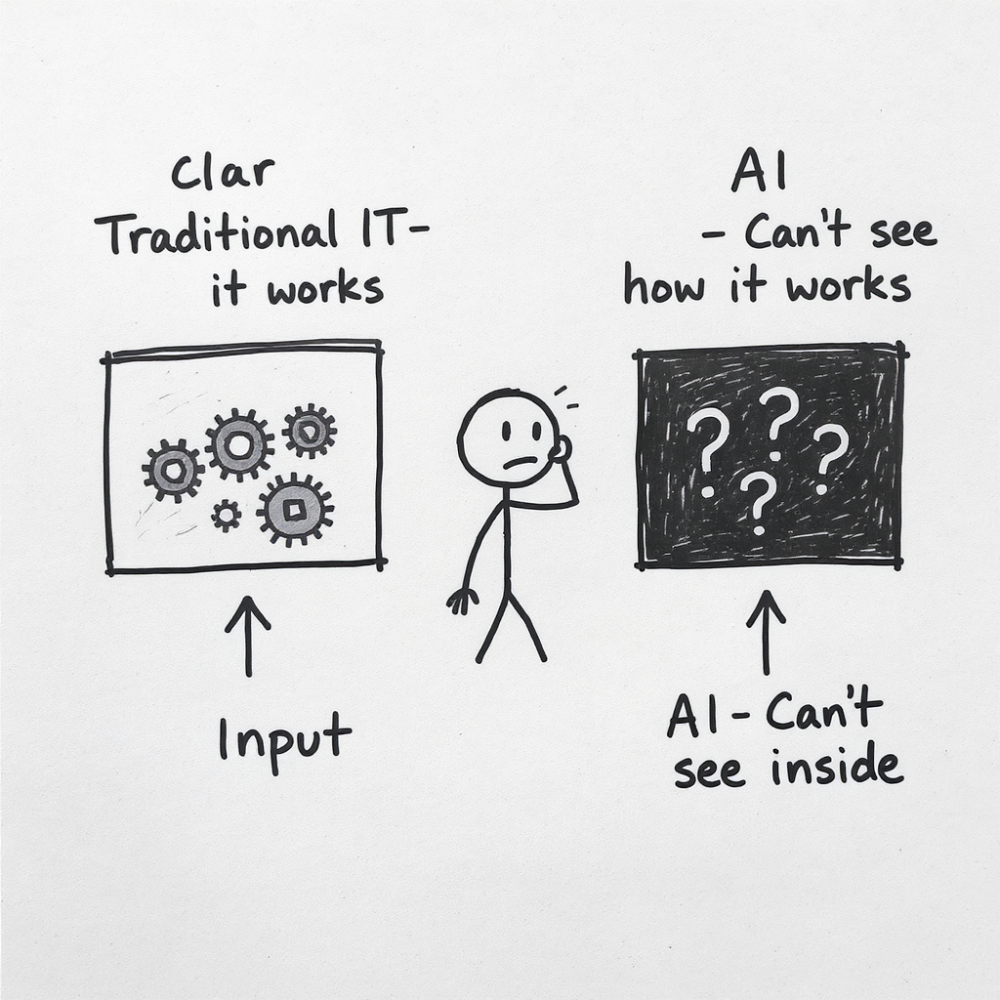 Clar
Traditional IT-
it works
AI
- Can't see
how it works
? ? ? ?
Input
AI - Can't
see inside